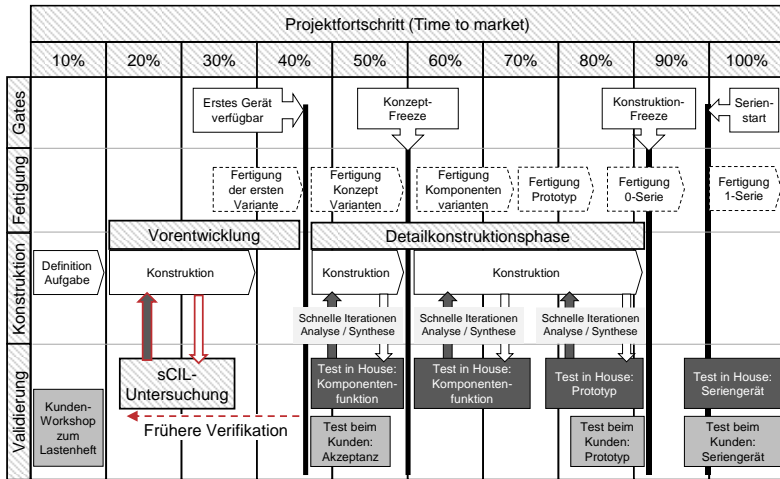 Projektfortschritt (Time to market)
10%
20%
30%
40%
50%
60%
70%
80%
90%
100%
Gates
Erstes Gerät
verfügbar
Konzept-
Freeze
Konstruktion-
Freeze
Serien-
start
Fertigung
Fertigung
der ersten
Variante
Fertigung
Konzept
Varianten
Fertigung
Komponenten
varianten
Fertigung
Prototyp
Fertigung
0-Serie
Fertigung
1-Serie
Konstruktion
Vorentwicklung
Detailkonstruktionsphase
Definition
Aufgabe
Konstruktion
Konstruktion
Konstruktion
Schnelle Iterationen
Analyse / Synthese
Schnelle Iterationen
Analyse / Synthese
Schnelle Iterationen
Analyse / Synthese
Validierung
Kunden-
Workshop
zum
Lastenheft
sCIL-
Untersuchung
Frühere Verifikation
Test in House:
Komponenten-
funktion
Test in House:
Komponenten-
funktion
Test in House:
Prototyp
Test in House:
Seriengerät
Test beim
Kunden:
Akzeptanz
Test beim
Kunden:
Prototyp
Test beim
Kunden:
Seriengerät